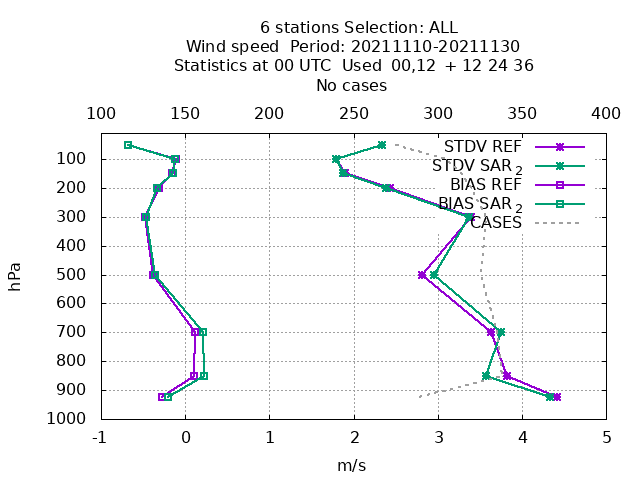 6 stations Selection: ALL
Wind speed  Period: 20211110-20211130
Statistics at 00 UTC  Used  00,12  + 12 24 36
No cases
100 150 200 250 300 350 400
STDV REF
STDV SAR 2
BIAS REF
BIAS SAR 2
CASES
100
200
300
400
500
600
700
800
900
1000
hPa
-1 0 1 2 3 4 5
m/s